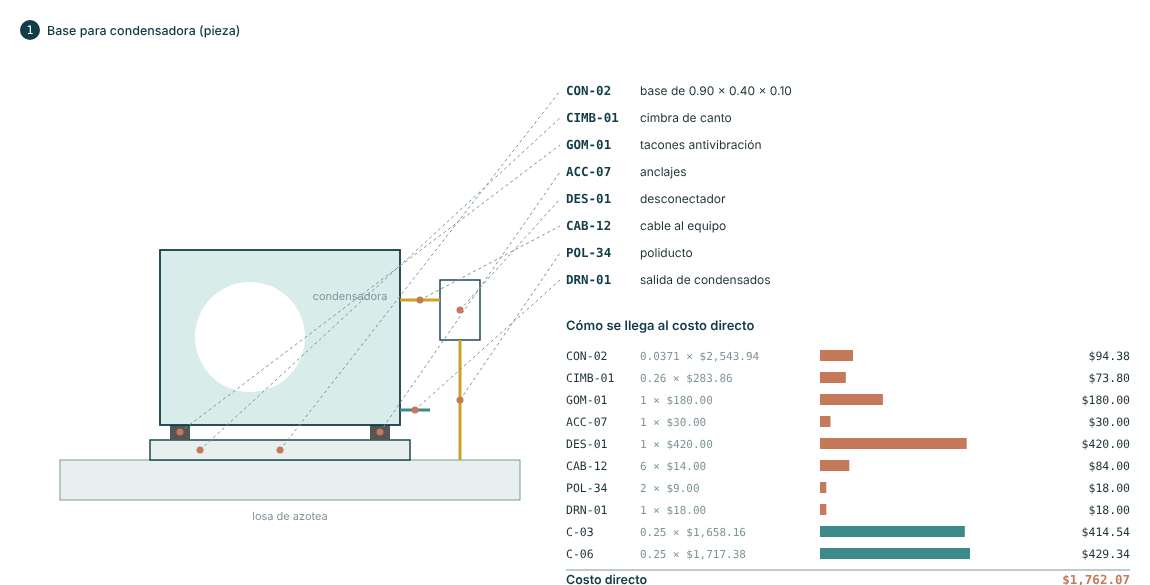 1 Base para condensadora (pieza)
CON-02 base de 0.90 × 0.40 × 0.10
CIMB-01 cimbra de canto
GOM-01 tacones antivibración
ACC-07 anclajes
DES-01 desconectador
CAB-12 cable al equipo
POL-34 poliducto
DRN-01 salida de condensados
condensadora
losa de azotea
Cómo se llega al costo directo
CON-02 0.0371 × $2,543.94 $94.38
CIMB-01 0.26 × $283.86 $73.80
GOM-01 1 × $180.00 $180.00
ACC-07 1 × $30.00 $30.00
DES-01 1 × $420.00 $420.00
CAB-12 6 × $14.00 $84.00
POL-34 2 × $9.00 $18.00
DRN-01 1 × $18.00 $18.00
C-03 0.25 × $1,658.16 $414.54
C-06 0.25 × $1,717.38 $429.34
Costo directo $1,762.07